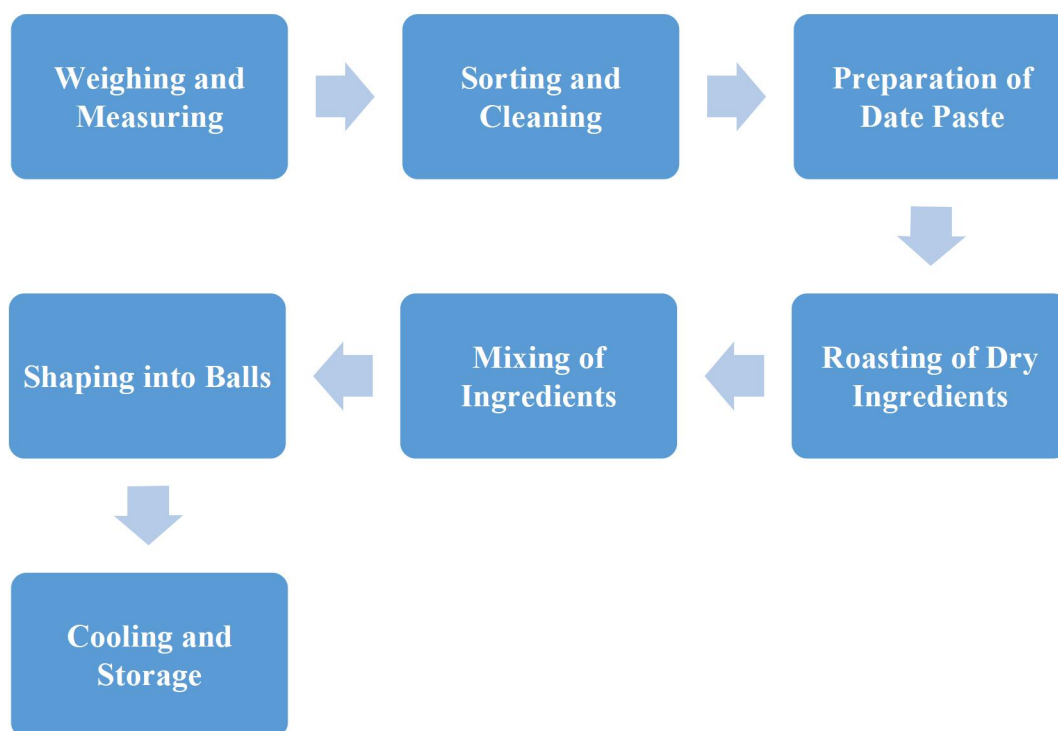 Weighing and
Measuring
Sorting and
Cleaning
Preparation of
Date Paste
Roasting of Dry
Ingredients
Mixing of
Ingredients
Shaping into Balls
Cooling and
Storage